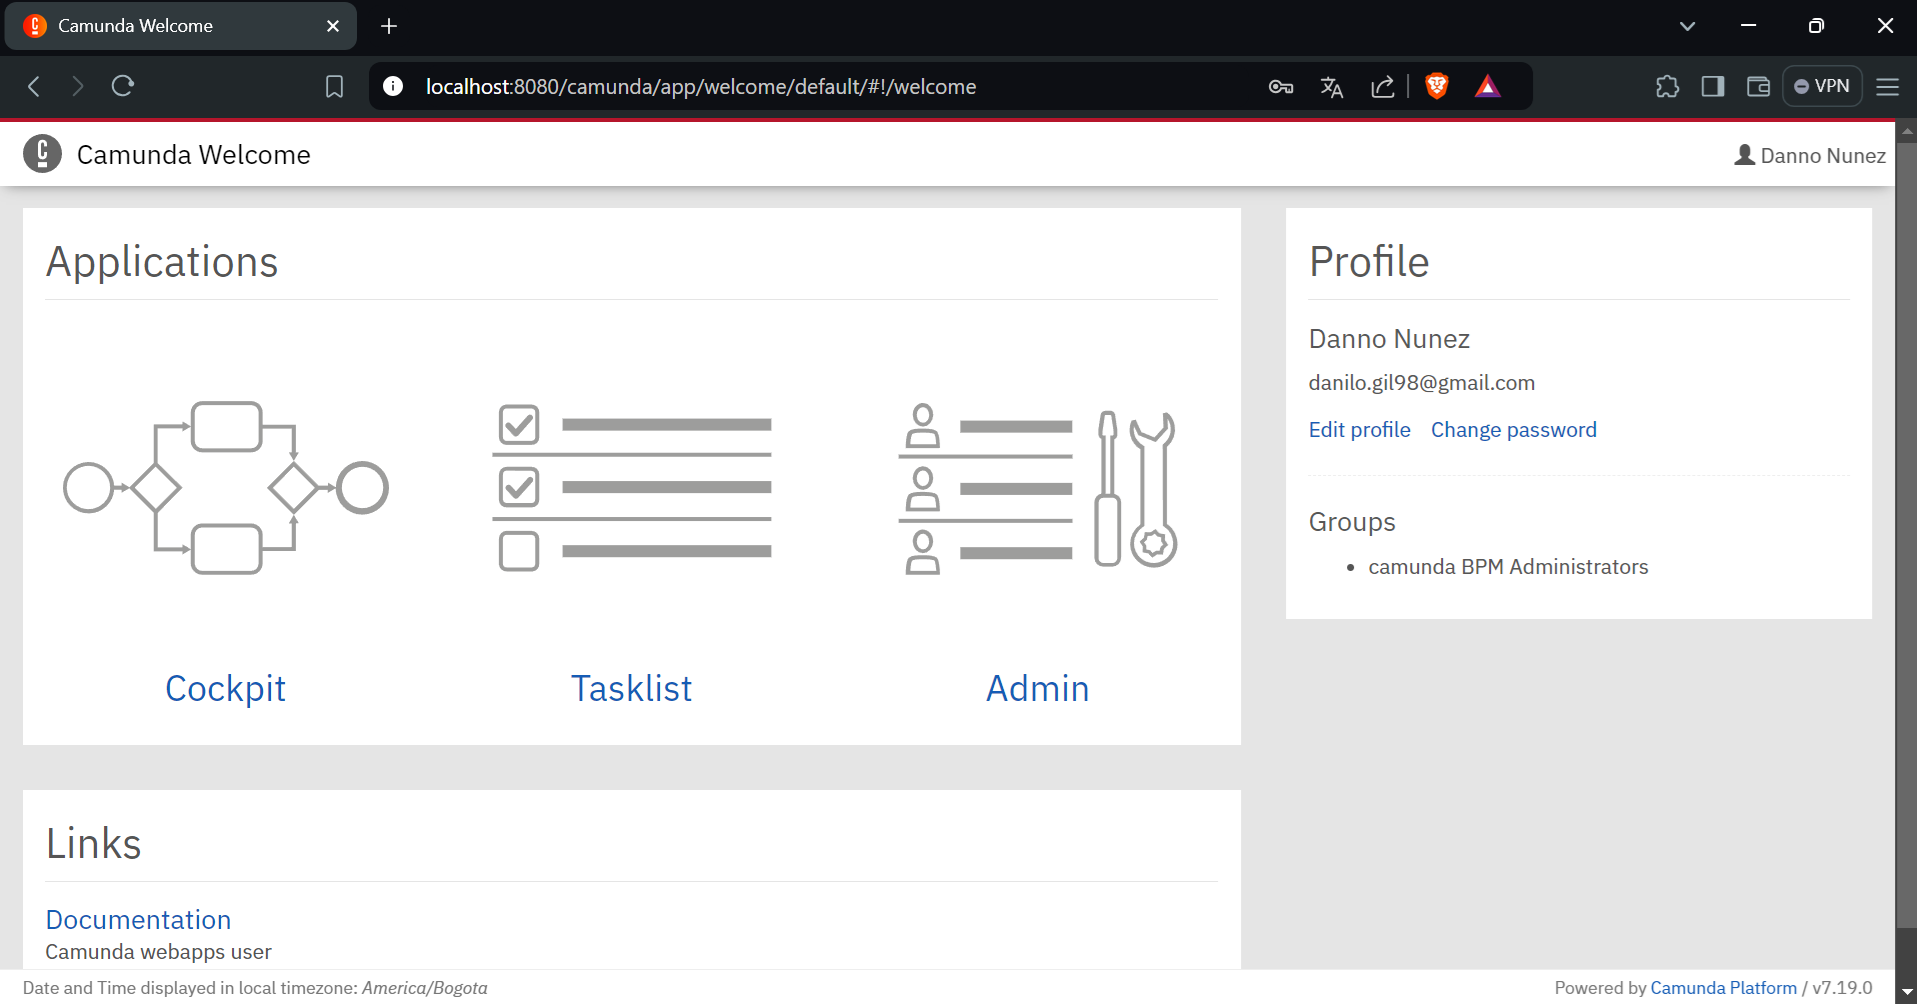 Camunda Welcome
localhost:8080/camunda/app/welcome/default/#!/welcome
VPN
Camunda Welcome
Danno Nunez
Applications
Cockpit
Tasklist
Admin
Profile
Danno Nunez
danilo.gil98@gmail.com
Edit profile Change password
Groups
• camunda BPM Administrators
Links
Documentation
Camunda webapps user
Date and Time displayed in local timezone: America/Bogota
Powered by Camunda Platform / v7.19.0